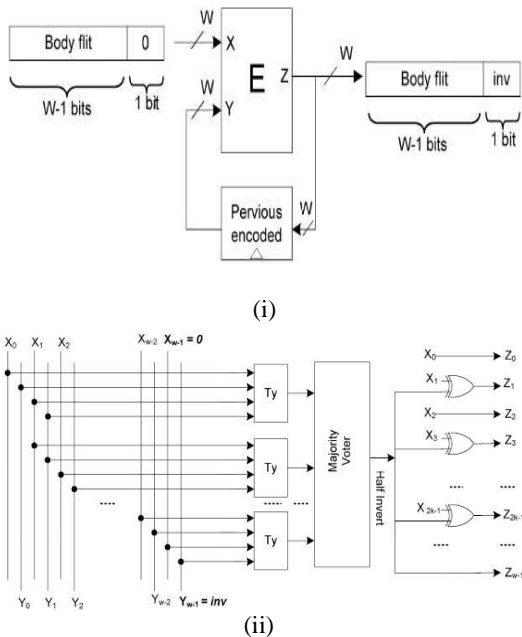 W
W
Body flit 0
X
E
Z
Body flit inv
W-1 bits
1 bit
W
Y
W-1 bits
1 bit
W
Pervious
encoded
(i)
X0 X1 X2 Xw-2 Xw-1 = 0
Ty
Ty
Ty
Majority
Voter
Half Invert
X0 Z0
X1 Z1
X2 Z2
X3 Z3
X2k-1 Z2k-1
Zw-1
Y0 Y1 Y2 Yw-2 Yw-1 = inv
(ii)